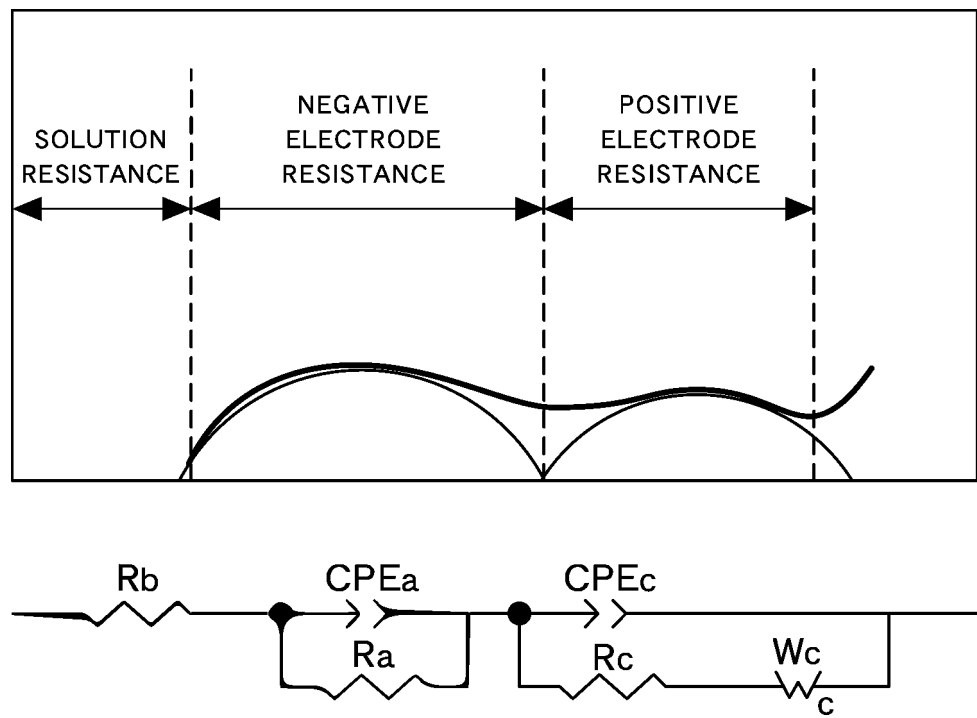 SOLUTION
RESISTANCE
NEGATIVE
ELECTRODE
RESISTANCE
POSITIVE
ELECTRODE
RESISTANCE
Rb
CPEa
Ra
CPEc
Rc
Wc
c